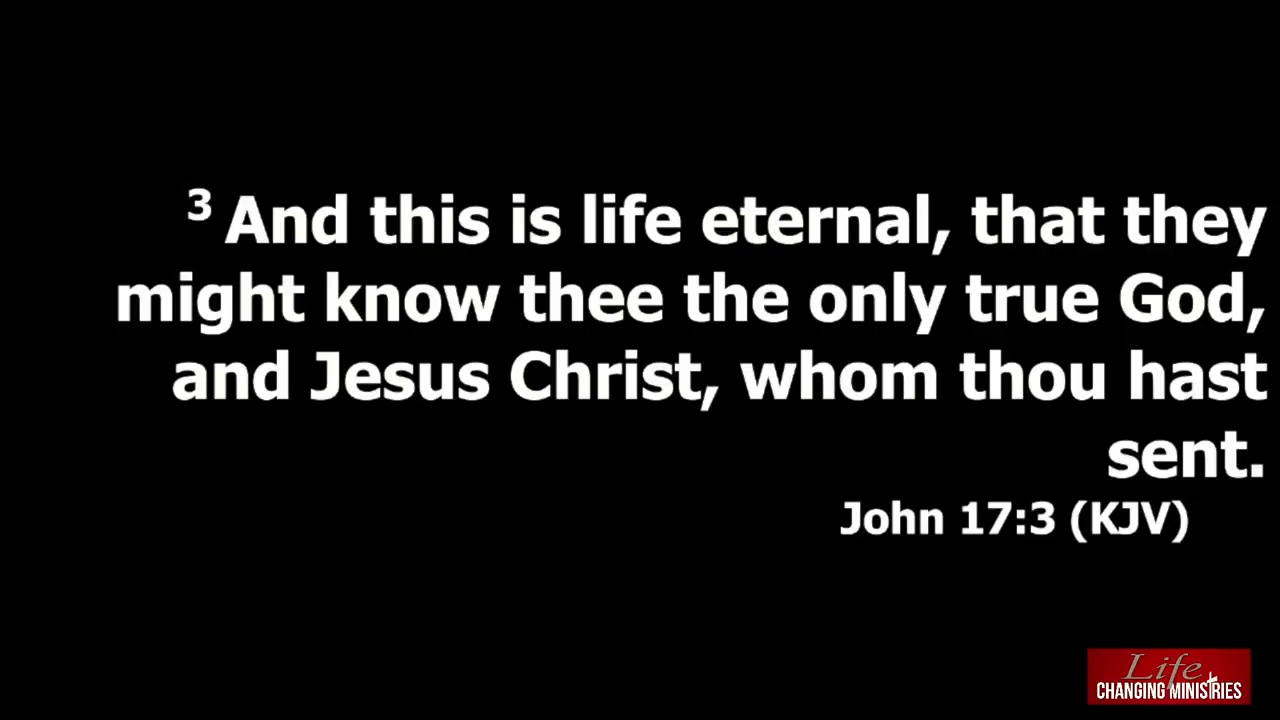 3 And this is life eternal, that they
might know thee the only true God,
and Jesus Christ, whom thou hast
sent.
John 17:3 (KJV)
Life
CHANGING MINISTRIES